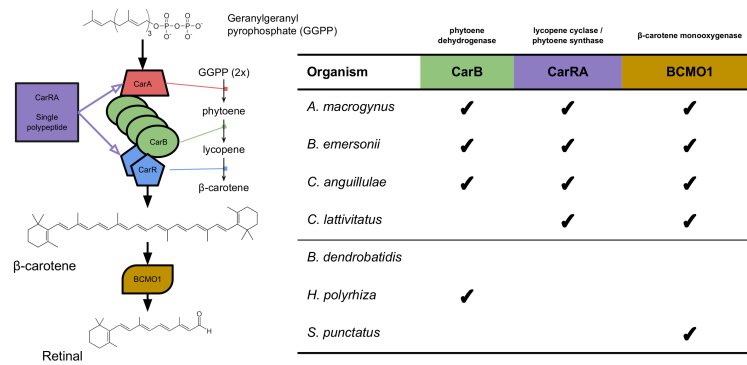 Geranylgeranyl
pyrophosphate (GGPP)
3
O P O P O⁻
O O
O⁻ O⁻
CarRA
Single
polypeptide
CarA
CarB
CarR
GGPP (2x)
phytoene
lycopene
β-carotene
β-carotene
BCMO1
O
H
Retinal
phytoene
dehydrogenase
lycopene cyclase /
phytoene synthase
β-carotene monooxygenase
Organism CarB CarRA BCMO1
A. macrogynus ✔ ✔ ✔
B. emersonii ✔ ✔ ✔
C. anguillulae ✔ ✔ ✔
C. lattivitatus ✔ ✔
B. dendrobatidis
H. polyrhiza ✔
S. punctatus ✔